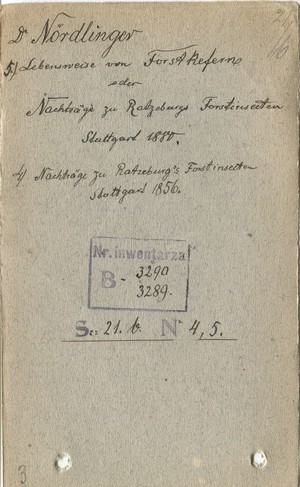 Dr Nördlinger
5.) Lebensweise von Forstkerfen
oder
Nachträge zu Ratzeburgs Forstinsecten
Stuttgart 1880.
4) Nachträge zu Ratzeburg's Forstinsecten
Stuttgart 1856.
Nr. inwentarza
B - 3290
3289.
S: 21. b. N 4, 5.
3